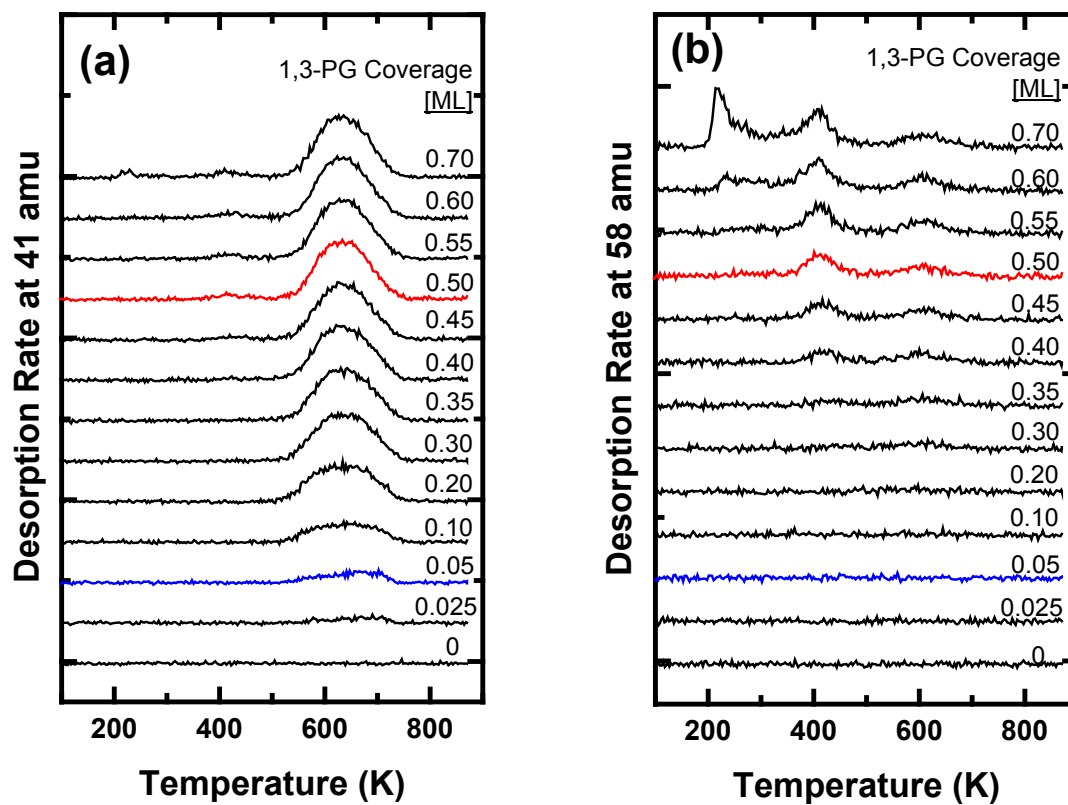 (a)
1,3-PG Coverage
[ML]
0.70
0.60
0.55
0.50
0.45
0.40
0.35
0.30
0.20
0.10
0.05
0.025
0
Desorption Rate at 41 amu
200 400 600 800
Temperature (K)
(b)
1,3-PG Coverage
[ML]
0.70
0.60
0.55
0.50
0.45
0.40
0.35
0.30
0.20
0.10
0.05
0.025
0
Desorption Rate at 58 amu
200 400 600 800
Temperature (K)